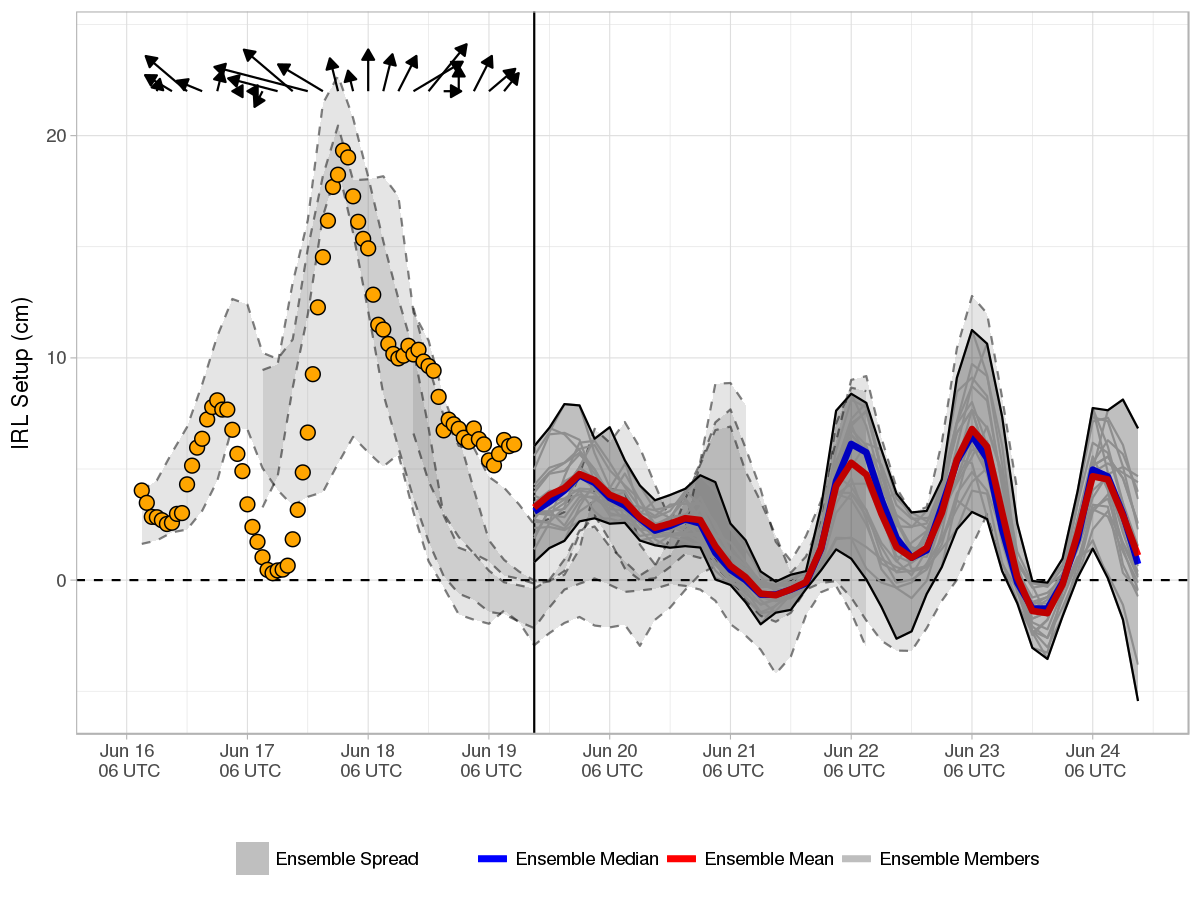 IRL Setup (cm)
20
10
0
Jun 16 Jun 17 Jun 18 Jun 19 Jun 20 Jun 21 Jun 22 Jun 23 Jun 24
06 UTC 06 UTC 06 UTC 06 UTC 06 UTC 06 UTC 06 UTC 06 UTC 06 UTC
Ensemble Spread Ensemble Median Ensemble Mean Ensemble Members